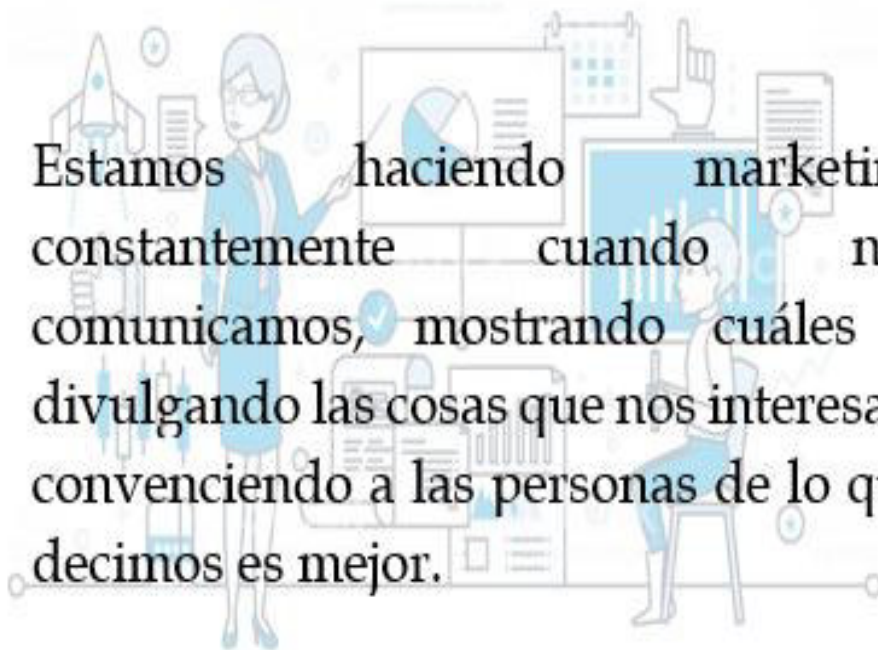 Estamos haciendo
constantemente cuando
comunicamos, mostrando cuáles
divulgando las cosas que nos
convenciendo a las personas de lo
decimos es mejor.